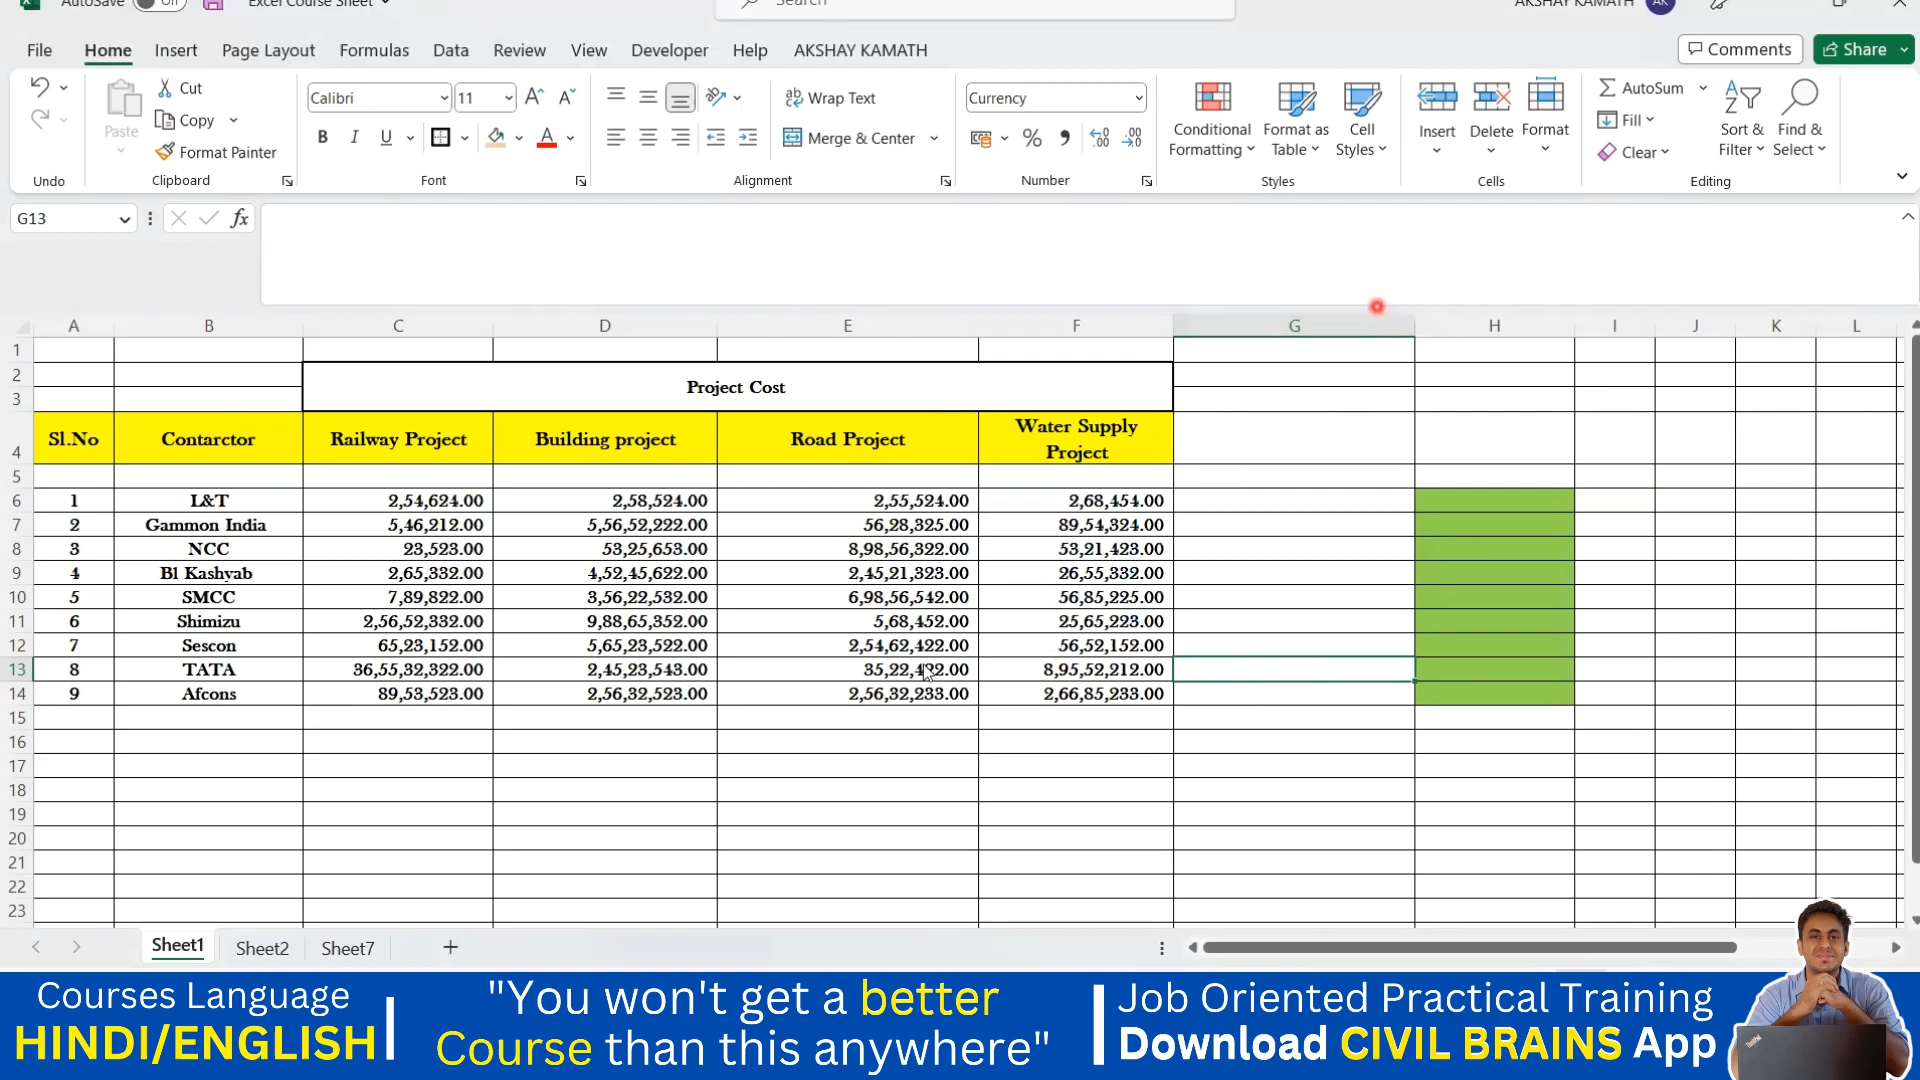 AutoSave Off Excel Course Sheet Search AKSHAY KAMATH AK
File Home Insert Page Layout Formulas Data Review View Developer Help AKSHAY KAMATH Comments Share
Paste Cut Copy Format Painter Calibri 11 Wrap Text Merge & Center Currency Conditional Formatting Format as Table Cell Styles Insert Delete Format AutoSum Fill Clear Sort & Filter Find & Select
Undo Clipboard Font Alignment Number Styles Cells Editing
G13 fx
A B C D E F G H I J K L
1
2
3 Project Cost
4 Sl.No Contarctor Railway Project Building project Road Project Water Supply Project
5
6 1 L&T 2,54,624.00 2,58,524.00 2,55,524.00 2,68,454.00
7 2 Gammon India 5,46,212.00 5,56,52,222.00 56,28,325.00 89,54,324.00
8 3 NCC 23,523.00 53,25,653.00 8,98,56,322.00 53,21,423.00
9 4 Bl Kashyab 2,65,332.00 4,52,45,622.00 2,45,21,323.00 26,55,332.00
10 5 SMCC 7,89,822.00 3,56,22,532.00 6,98,56,542.00 56,85,225.00
11 6 Shimizu 2,56,52,332.00 9,88,65,352.00 5,68,452.00 25,65,223.00
12 7 Sescon 65,23,152.00 5,65,23,522.00 2,54,62,422.00 56,52,152.00
13 8 TATA 36,55,32,322.00 2,45,23,543.00 8,95,52,212.00
14 9 Afcons 89,53,523.00 2,56,32,523.00 2,56,32,233.00 2,66,85,233.00
15
16
17
18
19
20
21
22
23
Sheet1 Sheet2 Sheet7
Courses Language
HINDI/ENGLISH
"You won't get a better
Course than this anywhere"
Job Oriented Practical Training
Download CIVIL BRAINS App